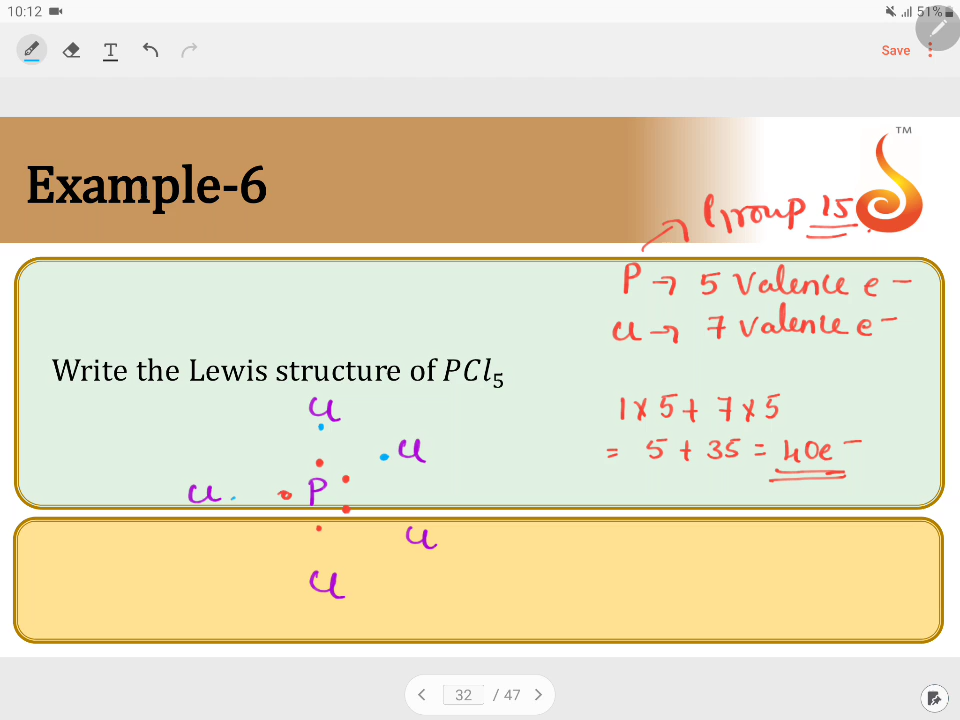 10:12
51%
T
Save
TM
Example-6
Group 15
P → 5 Valence e⁻
Cl → 7 Valence e⁻
Write the Lewis structure of PCl₅
1 × 5 + 7 × 5
= 5 + 35 = 40e⁻
Cl
Cl
Cl P
Cl
Cl
32 / 47